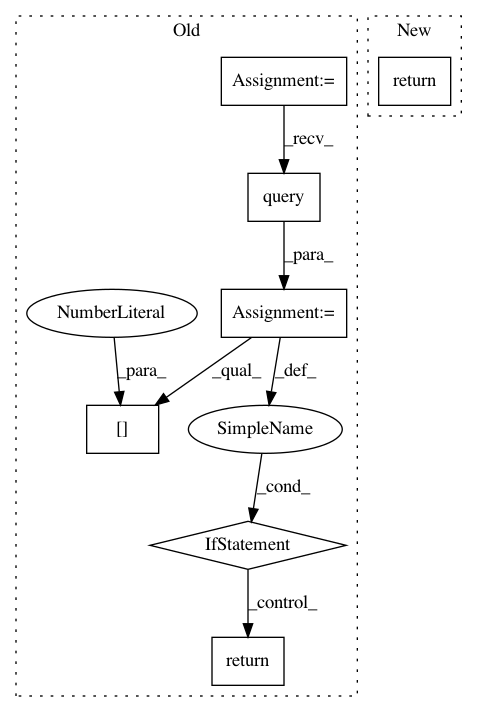 Old
New
Assignment:=
return
_recv_
query
_para_
NumberLiteral
Assignment:=
_para_
_qual_
_def_
[]
SimpleName
_cond_
IfStatement
_control_
return